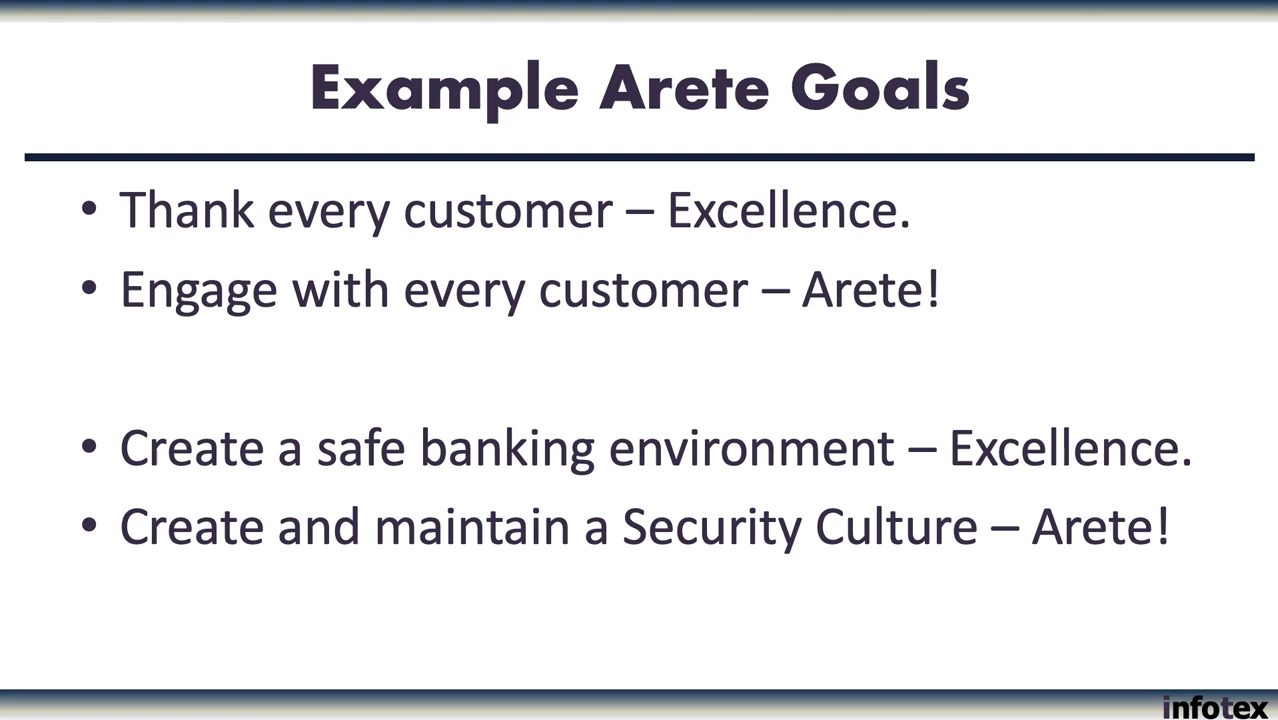 Example Arete Goals
• Thank every customer – Excellence.
• Engage with every customer – Arete!
• Create a safe banking environment – Excellence.
• Create and maintain a Security Culture – Arete!
infotex